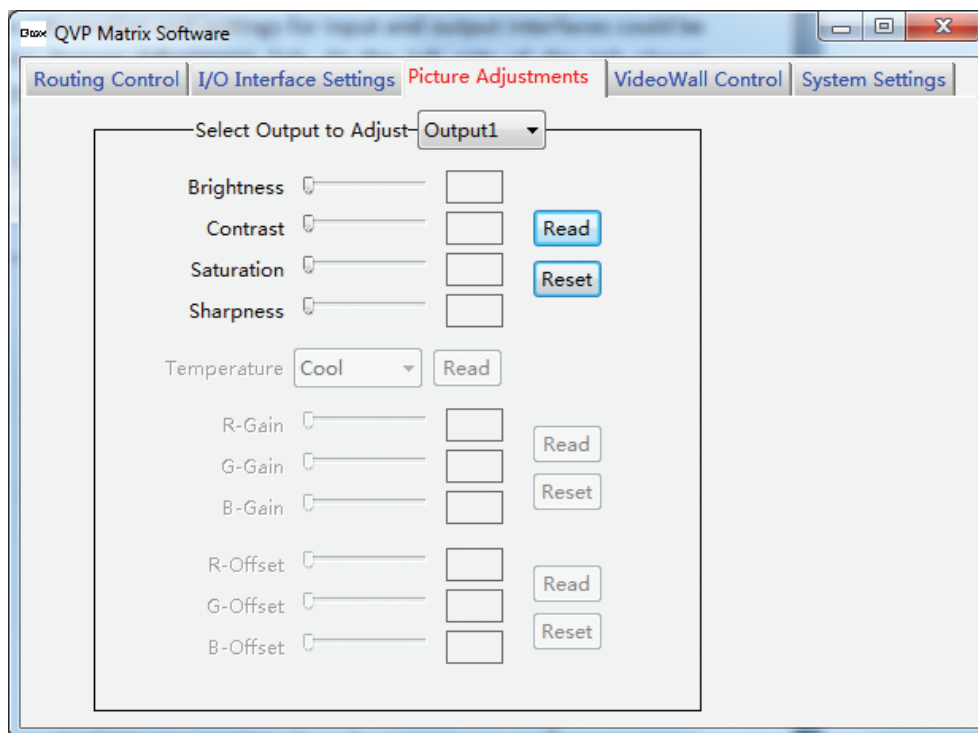 QVP Matrix Software
Routing Control I/O Interface Settings Picture Adjustments VideoWall Control System Settings
Select Output to Adjust Output1
Brightness
Contrast Read
Saturation Reset
Sharpness
Temperature Cool Read
R-Gain
G-Gain Read
B-Gain Reset
R-Offset
G-Offset Read
B-Offset Reset